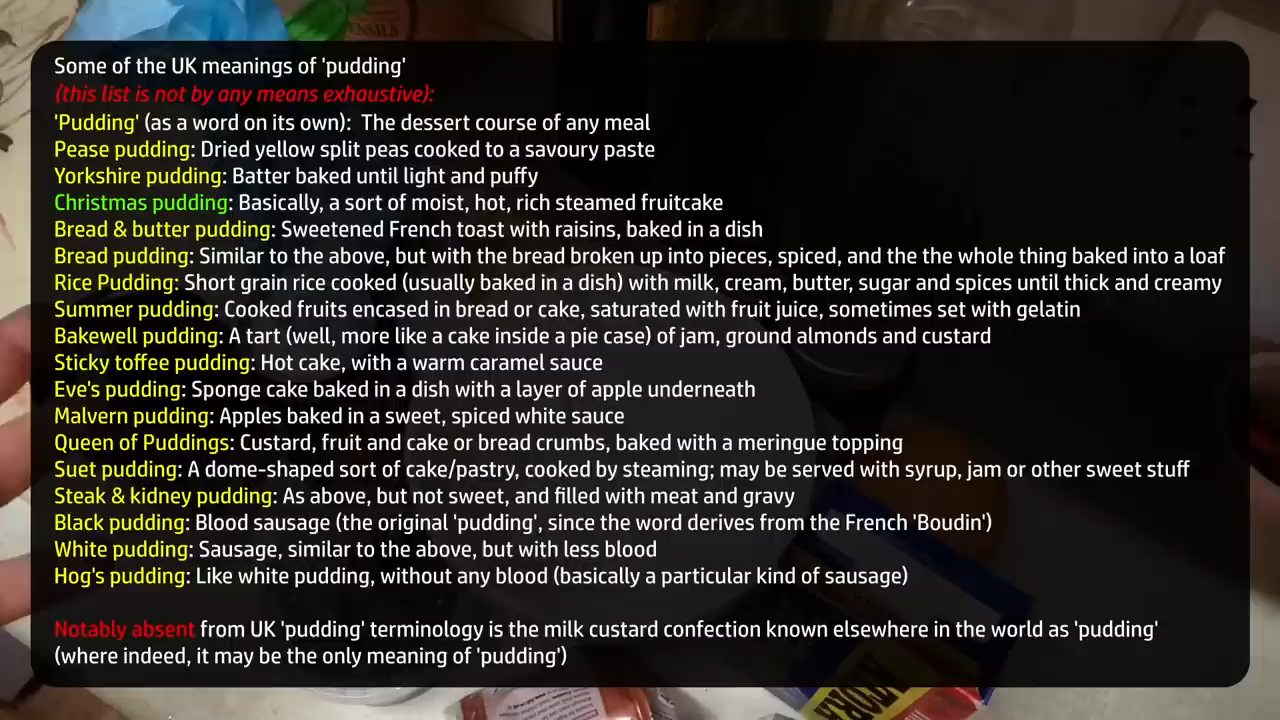 Some of the UK meanings of 'pudding'
(this list is not by any means exhaustive):
'Pudding' (as a word on its own): The dessert course of any meal
Pease pudding: Dried yellow split peas cooked to a savoury paste
Yorkshire pudding: Batter baked until light and puffy
Christmas pudding: Basically, a sort of moist, hot, rich steamed fruitcake
Bread & butter pudding: Sweetened French toast with raisins, baked in a dish
Bread pudding: Similar to the above, but with the bread broken up into pieces, spiced, and the the whole thing baked into a loaf
Rice Pudding: Short grain rice cooked (usually baked in a dish) with milk, cream, butter, sugar and spices until thick and creamy
Summer pudding: Cooked fruits encased in bread or cake, saturated with fruit juice, sometimes set with gelatin
Bakewell pudding: A tart (well, more like a cake inside a pie case) of jam, ground almonds and custard
Sticky toffee pudding: Hot cake, with a warm caramel sauce
Eve's pudding: Sponge cake baked in a dish with a layer of apple underneath
Malvern pudding: Apples baked in a sweet, spiced white sauce
Queen of Puddings: Custard, fruit and cake or bread crumbs, baked with a meringue topping
Suet pudding: A dome-shaped sort of cake/pastry, cooked by steaming; may be served with syrup, jam or other sweet stuff
Steak & kidney pudding: As above, but not sweet, and filled with meat and gravy
Black pudding: Blood sausage (the original 'pudding', since the word derives from the French 'Boudin')
White pudding: Sausage, similar to the above, but with less blood
Hog's pudding: Like white pudding, without any blood (basically a particular kind of sausage)
Notably absent from UK 'pudding' terminology is the milk custard confection known elsewhere in the world as 'pudding'
(where indeed, it may be the only meaning of 'pudding')